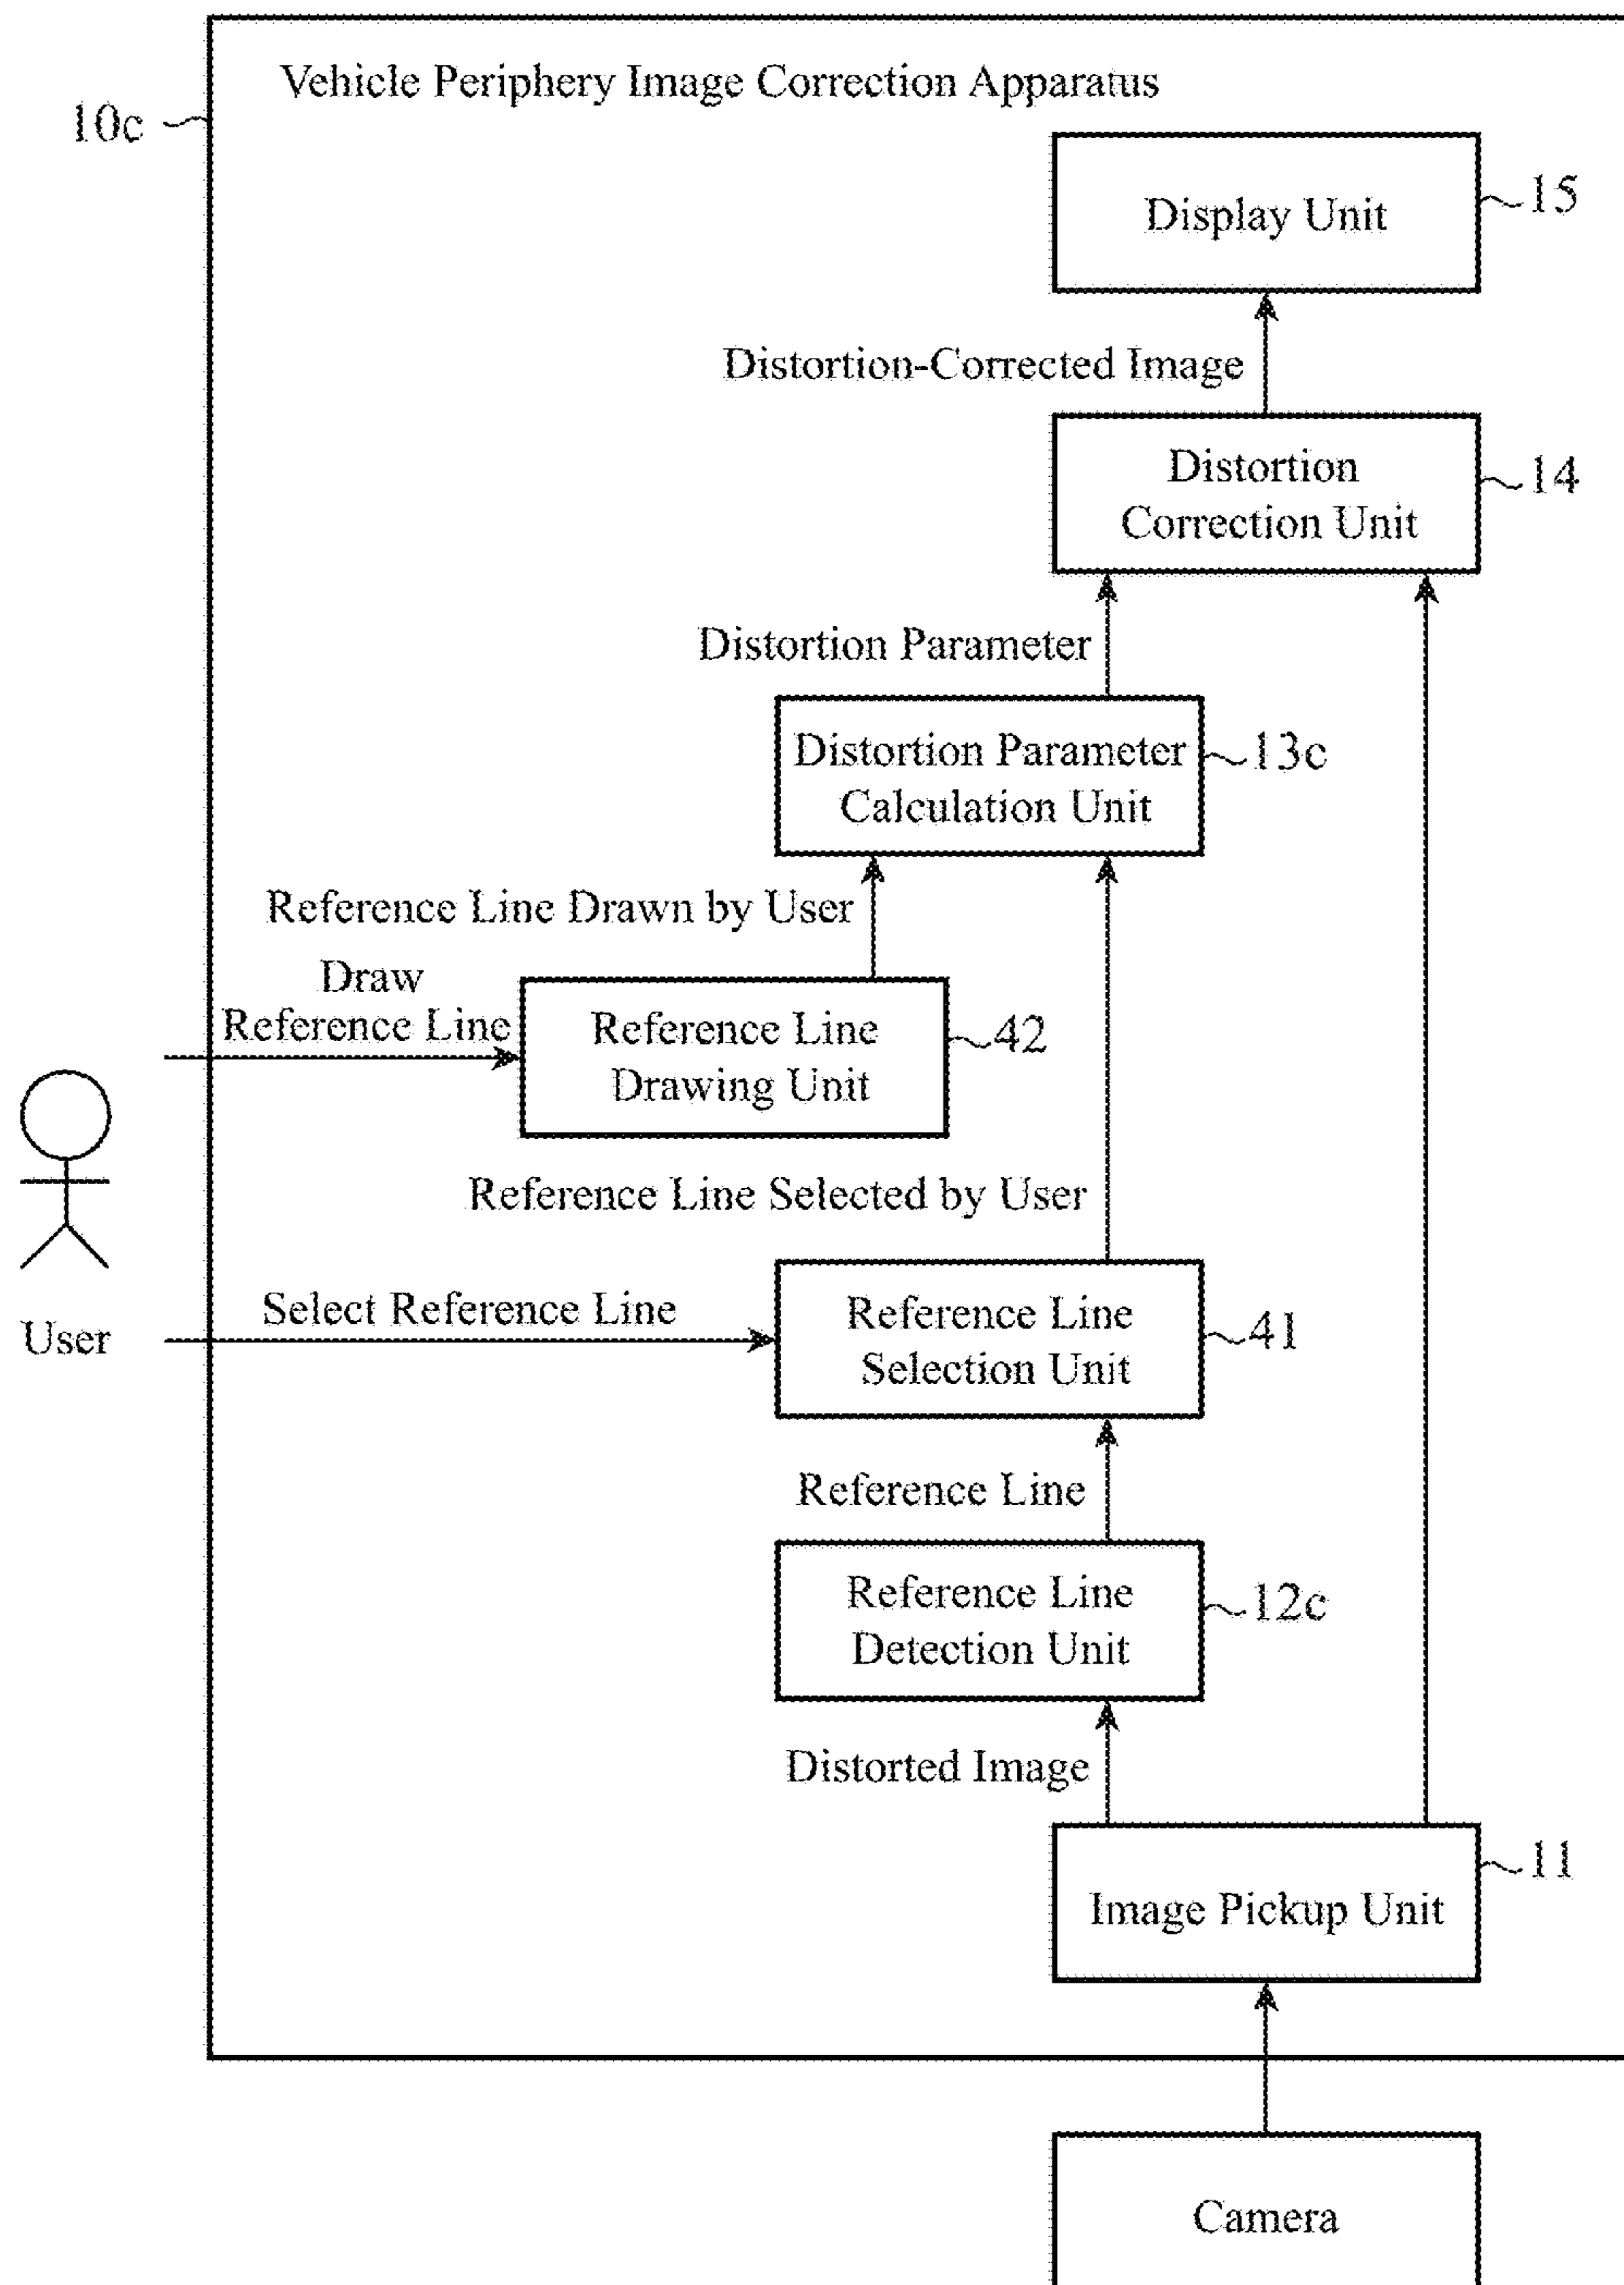 Vehicle Periphery Image Correction Apparatus
10c
Display Unit
15
Distortion-Corrected Image
Distortion
Correction Unit
14
Distortion Parameter
Distortion Parameter
Calculation Unit
13c
Reference Line Drawn by User
Draw
Reference Line
Reference Line
Drawing Unit
42
Reference Line Selected by User
User
Select Reference Line
Reference Line
Selection Unit
41
Reference Line
Reference Line
Detection Unit
12c
Distorted Image
Image Pickup Unit
11
Camera